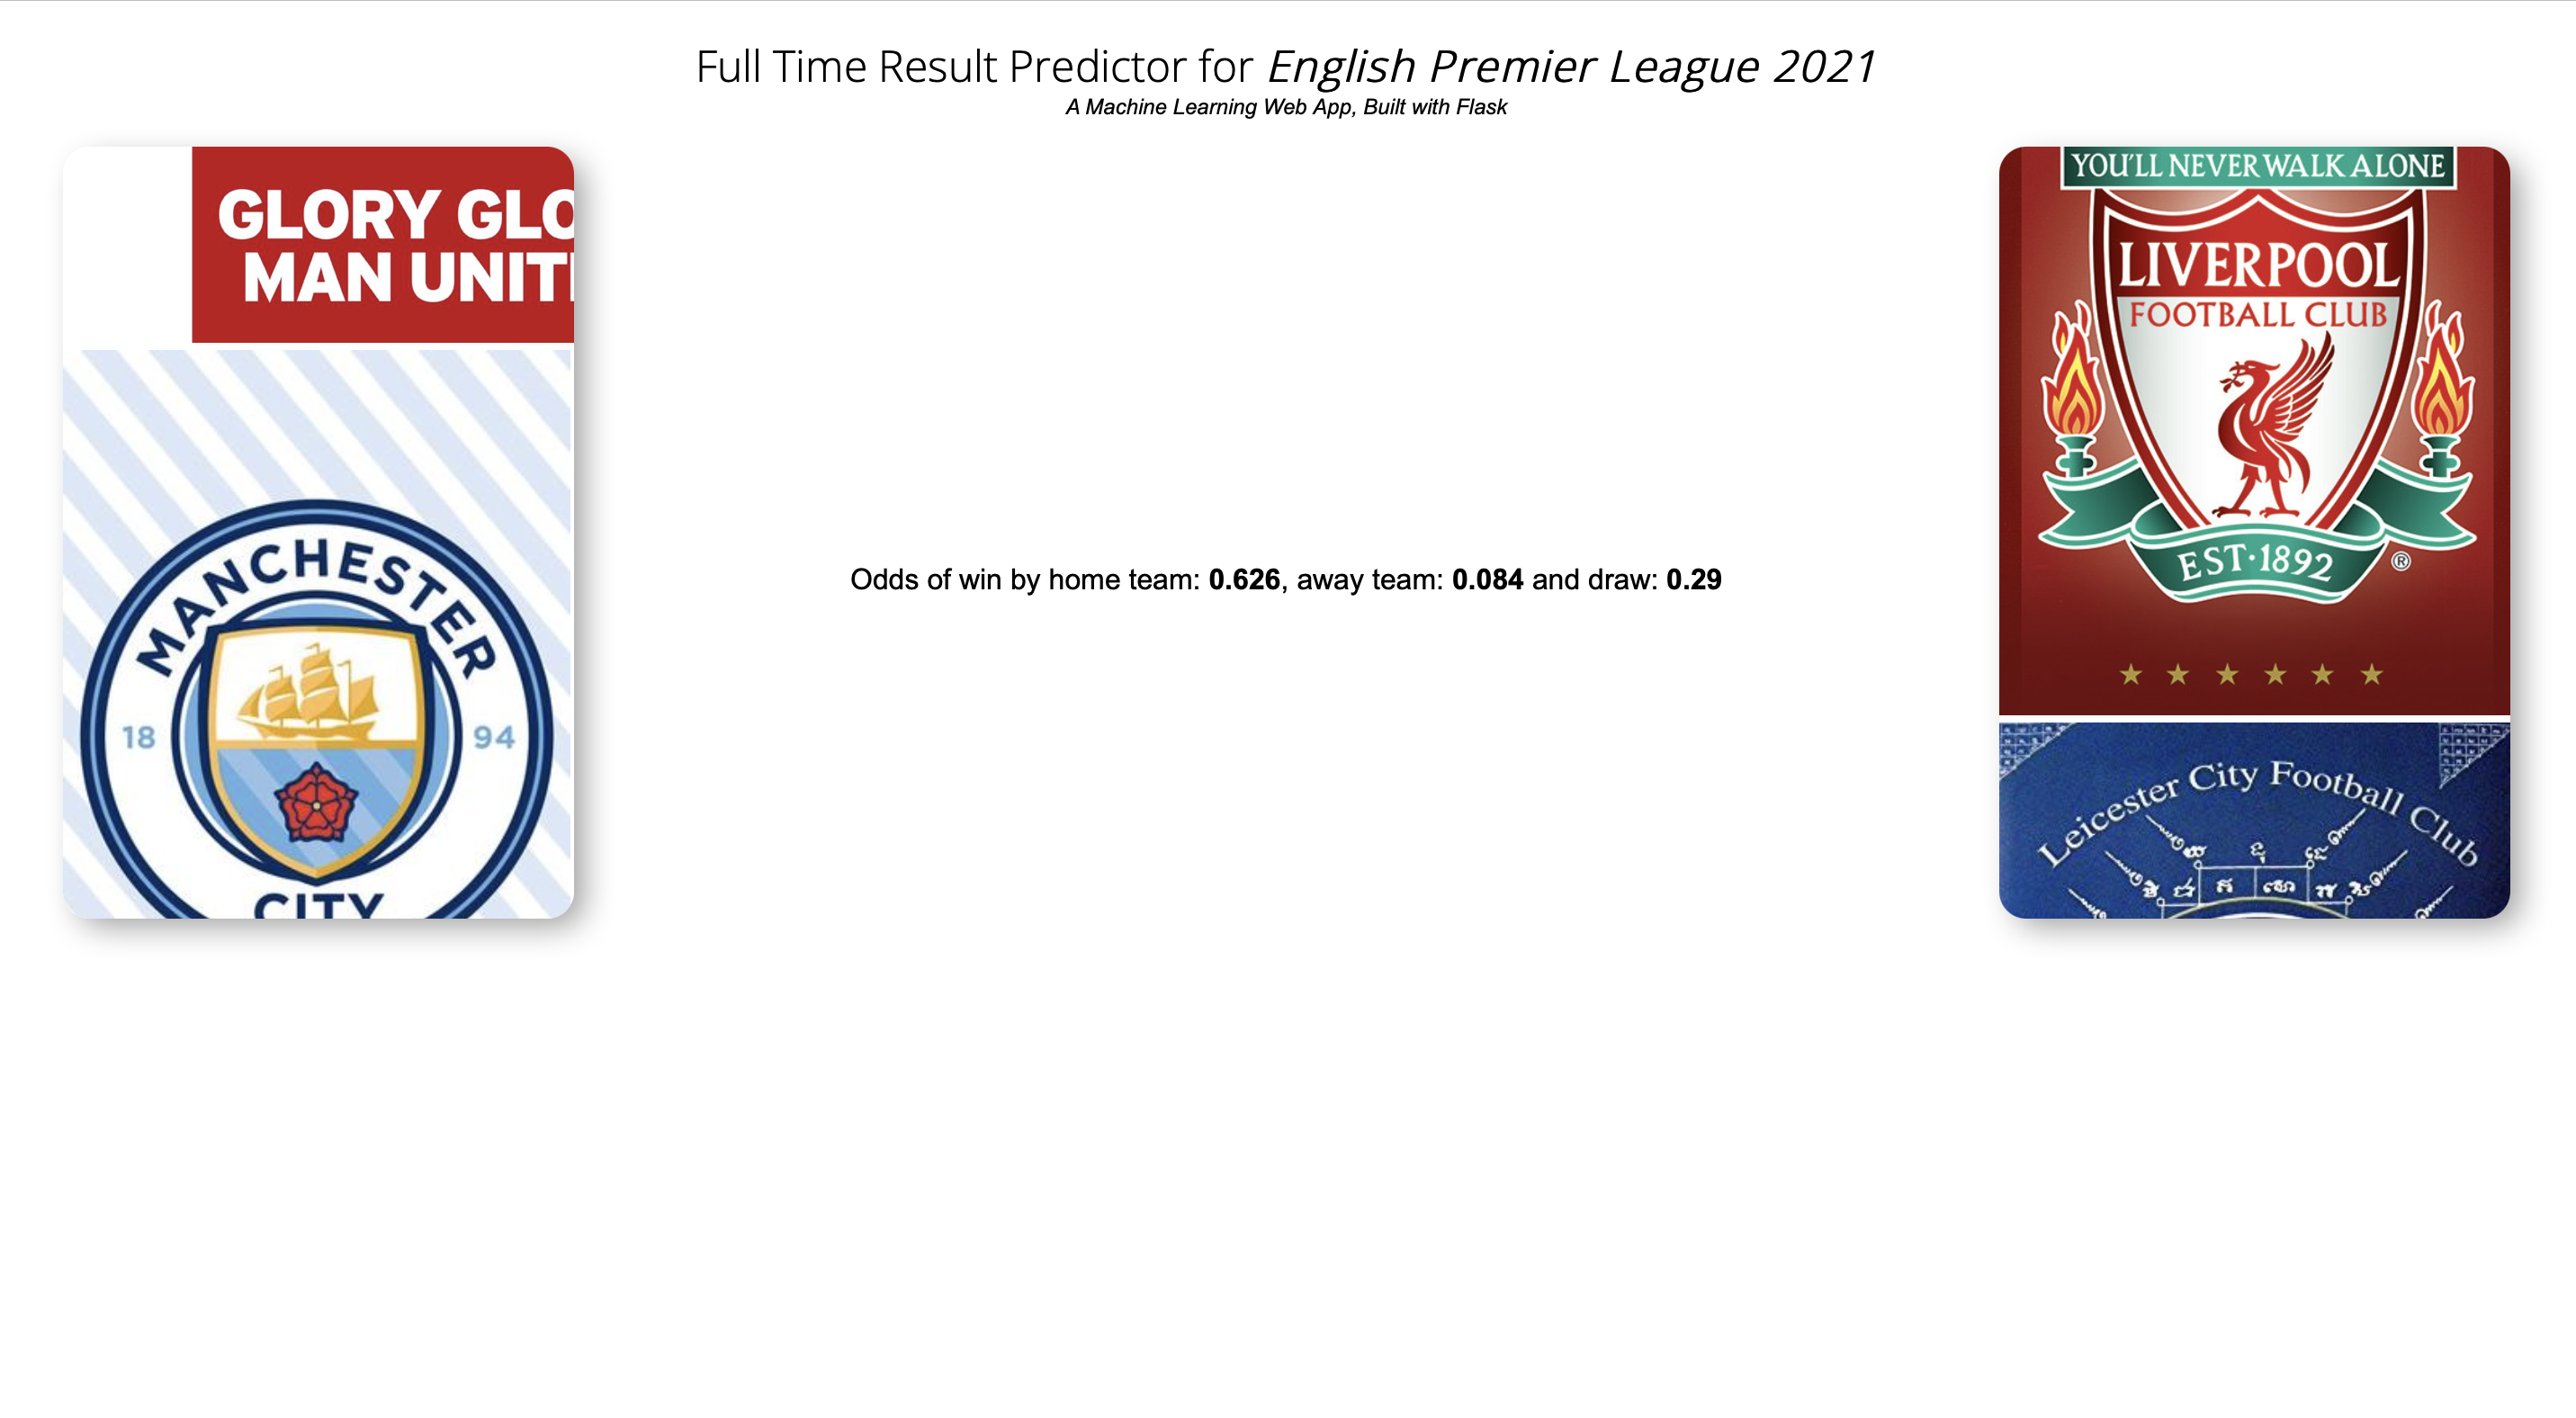 Full Time Result Predictor for English Premier League 2021
A Machine Learning Web App, Built with Flask
GLORY GLO
MAN UNIT
MANCHESTER
18 94
CITY
Odds of win by home team: 0.626, away team: 0.084 and draw: 0.29
YOU'LL NEVER WALK ALONE
LIVERPOOL
FOOTBALL CLUB
EST·1892 ®
Leicester City Football Club